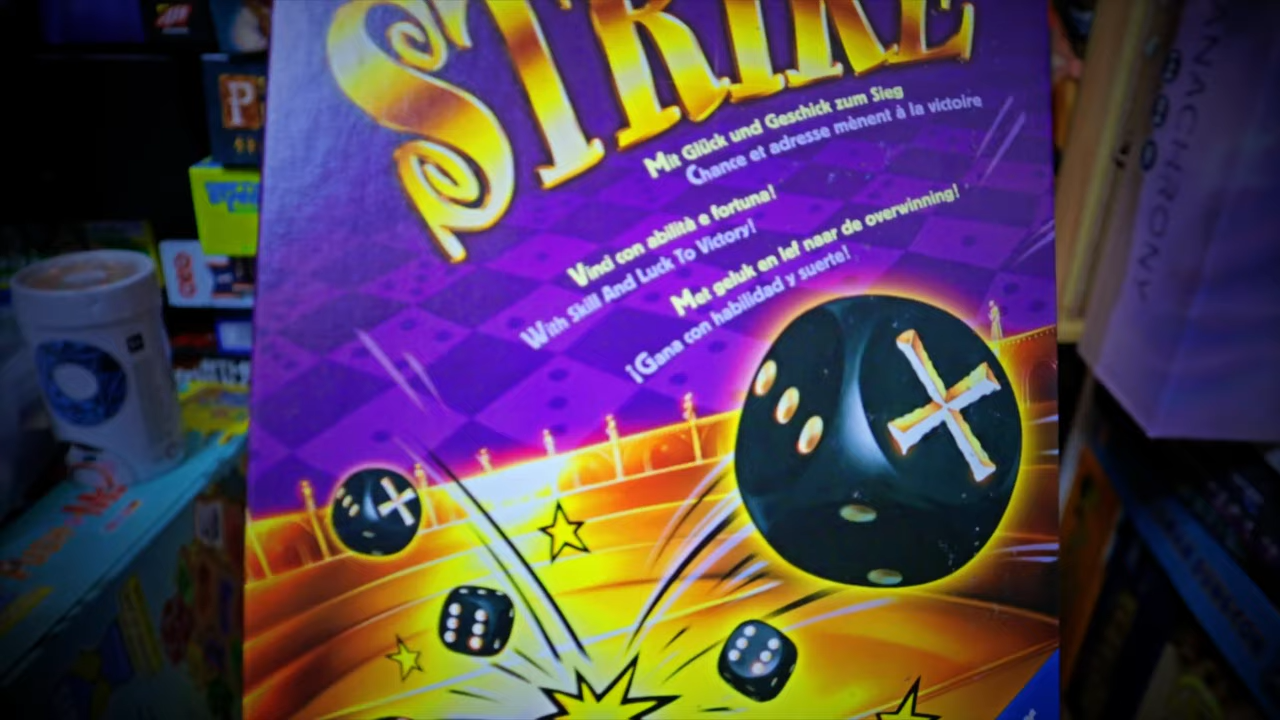 STRIKE
Mit Glück und Geschick zum Sieg
Chance et adresse mènent à la victoire
Vinci con abilità e fortuna!
With Skill And Luck To Victory!
Met geluk en lef naar de overwinning!
¡Gana con habilidad y suerte!
ANACHRONY